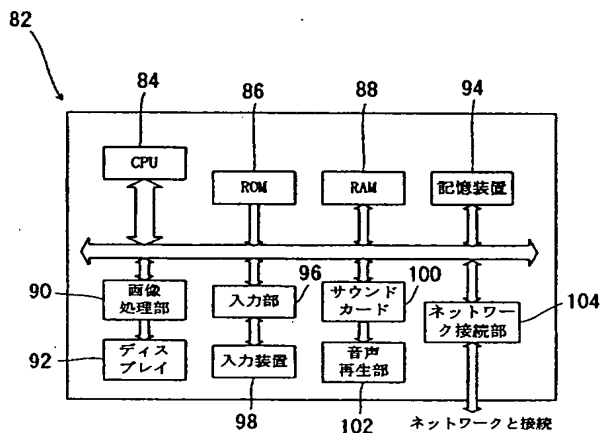 82
84
86
88
94
CPU
ROM
RAM
記憶装置
90
画像
処理部
入力部
96
サウンド
カード
100
ネットワー
ク接続部
104
92
ディス
プレイ
入力装置
98
音声
再生部
102
ネットワークと接続